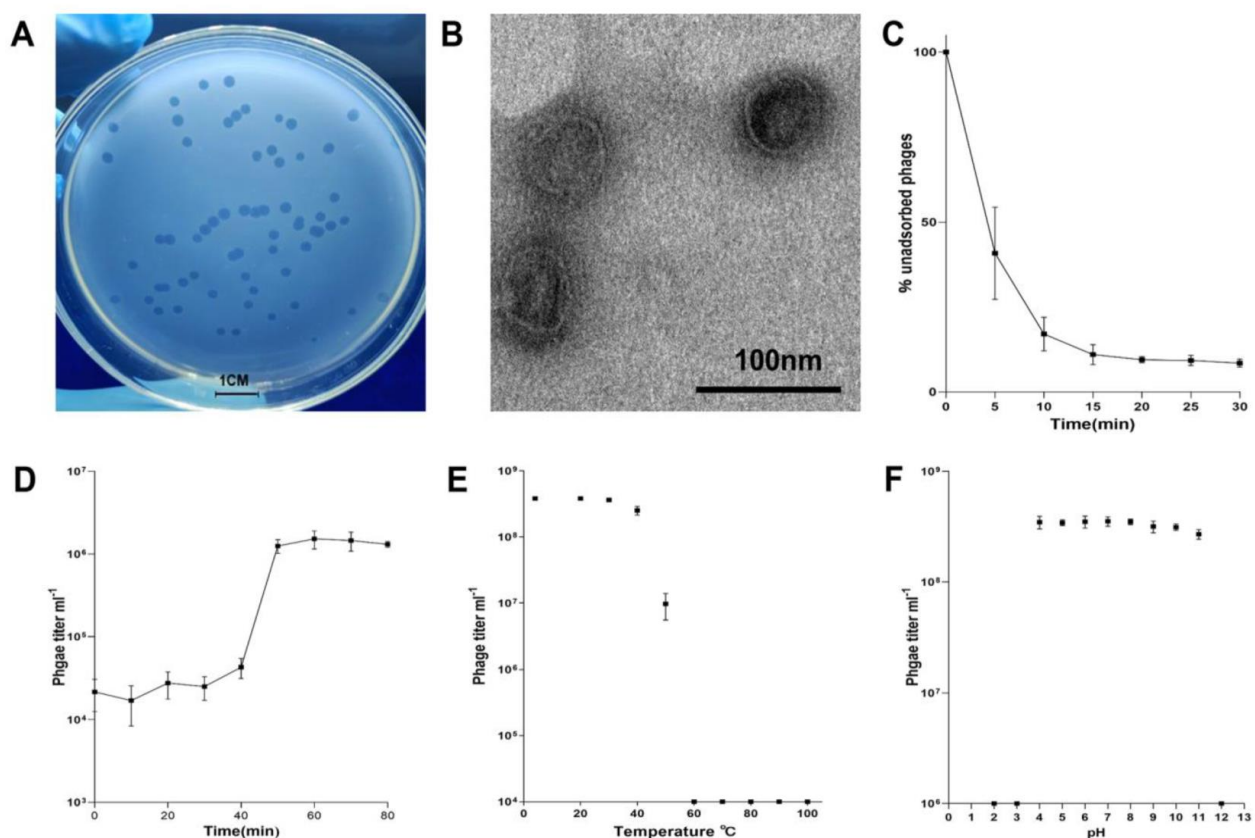 A
1CM
B
100nm
C
% unadsorbed phages
100
50
0
0 5 10 15 20 25 30
Time(min)
D
Phgae titer ml-1
10⁷
10⁶
10⁵
10⁴
10³
0 20 40 60 80
Time(min)
E
Phage titer ml-1
10⁹
10⁸
10⁷
10⁶
10⁵
10⁴
0 20 40 60 80 100
Temperature °C
F
Phgae titer ml-1
10⁹
10⁸
10⁷
10⁶
0 1 2 3 4 5 6 7 8 9 10 11 12 13
pH